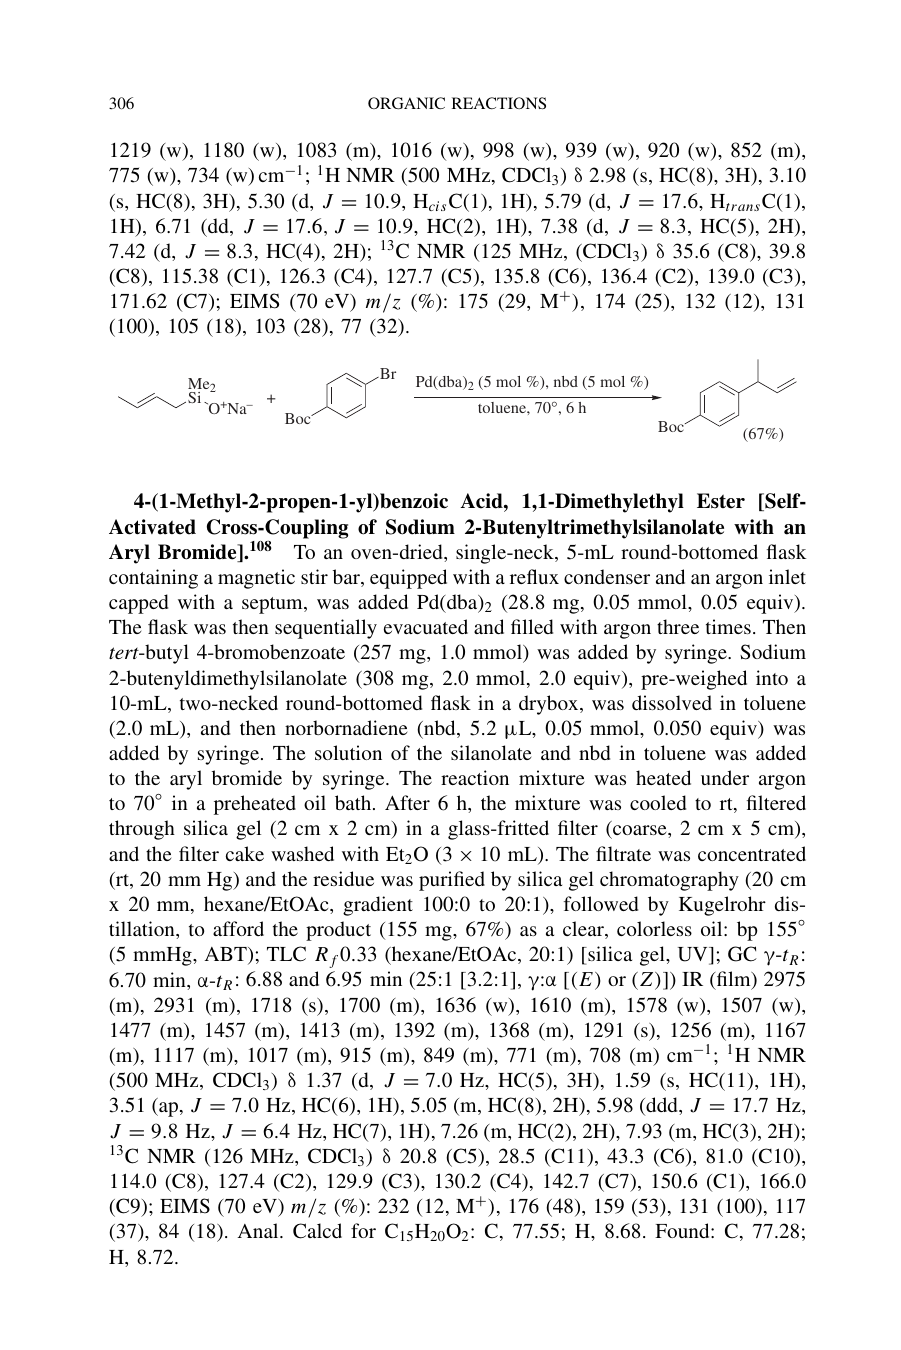 306 ORGANIC REACTIONS
1219 (w), 1180 (w), 1083 (m), 1016 (w), 998 (w), 939 (w), 920 (w), 852 (m),
775 (w), 734 (w) cm−1; 1H NMR (500 MHz, CDCl3) δ 2.98 (s, HC(8), 3H), 3.10
(s, HC(8), 3H), 5.30 (d, J = 10.9, HcisC(1), 1H), 5.79 (d, J = 17.6, HtransC(1),
1H), 6.71 (dd, J = 17.6, J = 10.9, HC(2), 1H), 7.38 (d, J = 8.3, HC(5), 2H),
7.42 (d, J = 8.3, HC(4), 2H); 13C NMR (125 MHz, (CDCl3) δ 35.6 (C8), 39.8
(C8), 115.38 (C1), 126.3 (C4), 127.7 (C5), 135.8 (C6), 136.4 (C2), 139.0 (C3),
171.62 (C7); EIMS (70 eV) m/z (%): 175 (29, M+), 174 (25), 132 (12), 131
(100), 105 (18), 103 (28), 77 (32).
Me2
Si
O+Na−
+
Br
Boc
Pd(dba)2 (5 mol %), nbd (5 mol %)
toluene, 70°, 6 h
Boc
(67%)
4-(1-Methyl-2-propen-1-yl)benzoic Acid, 1,1-Dimethylethyl Ester [Self-
Activated Cross-Coupling of Sodium 2-Butenyltrimethylsilanolate with an
Aryl Bromide].108 To an oven-dried, single-neck, 5-mL round-bottomed flask
containing a magnetic stir bar, equipped with a reflux condenser and an argon inlet
capped with a septum, was added Pd(dba)2 (28.8 mg, 0.05 mmol, 0.05 equiv).
The flask was then sequentially evacuated and filled with argon three times. Then
tert-butyl 4-bromobenzoate (257 mg, 1.0 mmol) was added by syringe. Sodium
2-butenyldimethylsilanolate (308 mg, 2.0 mmol, 2.0 equiv), pre-weighed into a
10-mL, two-necked round-bottomed flask in a drybox, was dissolved in toluene
(2.0 mL), and then norbornadiene (nbd, 5.2 μL, 0.05 mmol, 0.050 equiv) was
added by syringe. The solution of the silanolate and nbd in toluene was added
to the aryl bromide by syringe. The reaction mixture was heated under argon
to 70° in a preheated oil bath. After 6 h, the mixture was cooled to rt, filtered
through silica gel (2 cm x 2 cm) in a glass-fritted filter (coarse, 2 cm x 5 cm),
and the filter cake washed with Et2O (3 × 10 mL). The filtrate was concentrated
(rt, 20 mm Hg) and the residue was purified by silica gel chromatography (20 cm
x 20 mm, hexane/EtOAc, gradient 100:0 to 20:1), followed by Kugelrohr dis-
tillation, to afford the product (155 mg, 67%) as a clear, colorless oil: bp 155°
(5 mmHg, ABT); TLC Rf 0.33 (hexane/EtOAc, 20:1) [silica gel, UV]; GC γ-tR:
6.70 min, α-tR: 6.88 and 6.95 min (25:1 [3.2:1], γ:α [(E) or (Z)]) IR (film) 2975
(m), 2931 (m), 1718 (s), 1700 (m), 1636 (w), 1610 (m), 1578 (w), 1507 (w),
1477 (m), 1457 (m), 1413 (m), 1392 (m), 1368 (m), 1291 (s), 1256 (m), 1167
(m), 1117 (m), 1017 (m), 915 (m), 849 (m), 771 (m), 708 (m) cm−1; 1H NMR
(500 MHz, CDCl3) δ 1.37 (d, J = 7.0 Hz, HC(5), 3H), 1.59 (s, HC(11), 1H),
3.51 (ap, J = 7.0 Hz, HC(6), 1H), 5.05 (m, HC(8), 2H), 5.98 (ddd, J = 17.7 Hz,
J = 9.8 Hz, J = 6.4 Hz, HC(7), 1H), 7.26 (m, HC(2), 2H), 7.93 (m, HC(3), 2H);
13C NMR (126 MHz, CDCl3) δ 20.8 (C5), 28.5 (C11), 43.3 (C6), 81.0 (C10),
114.0 (C8), 127.4 (C2), 129.9 (C3), 130.2 (C4), 142.7 (C7), 150.6 (C1), 166.0
(C9); EIMS (70 eV) m/z (%): 232 (12, M+), 176 (48), 159 (53), 131 (100), 117
(37), 84 (18). Anal. Calcd for C15H20O2: C, 77.55; H, 8.68. Found: C, 77.28;
H, 8.72.